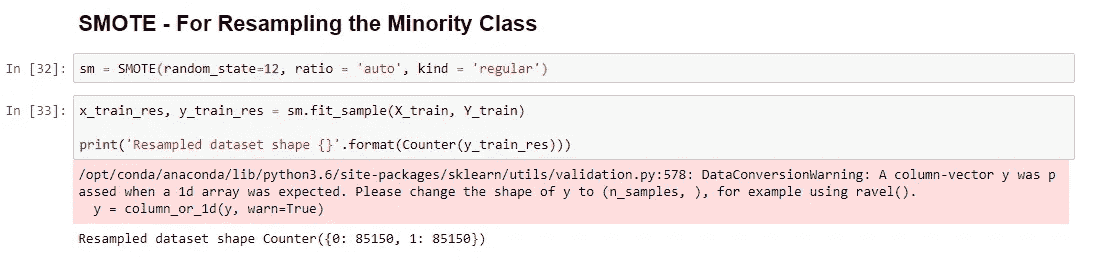 SMOTE - For Resampling the Minority Class
In [32]: sm = SMOTE(random_state=12, ratio = 'auto', kind = 'regular')
In [33]: x_train_res, y_train_res = sm.fit_sample(X_train, Y_train)
print('Resampled dataset shape {}'.format(Counter(y_train_res)))
/opt/conda/anaconda/lib/python3.6/site-packages/sklearn/utils/validation.py:578: DataConversionWarning: A column-vector y was p
assed when a 1d array was expected. Please change the shape of y to (n_samples, ), for example using ravel().
  y = column_or_1d(y, warn=True)
Resampled dataset shape Counter({0: 85150, 1: 85150})